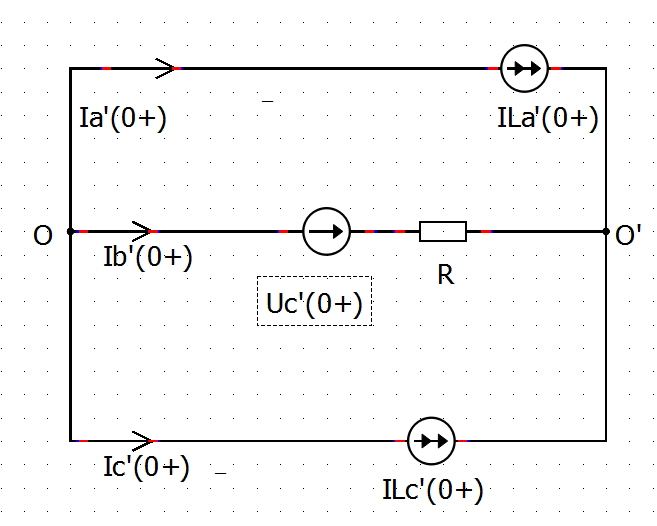 Ia'(0+)
ILa'(0+)
O
O'
Ib'(0+)
R
Uc'(0+)
Ic'(0+)
ILc'(0+)